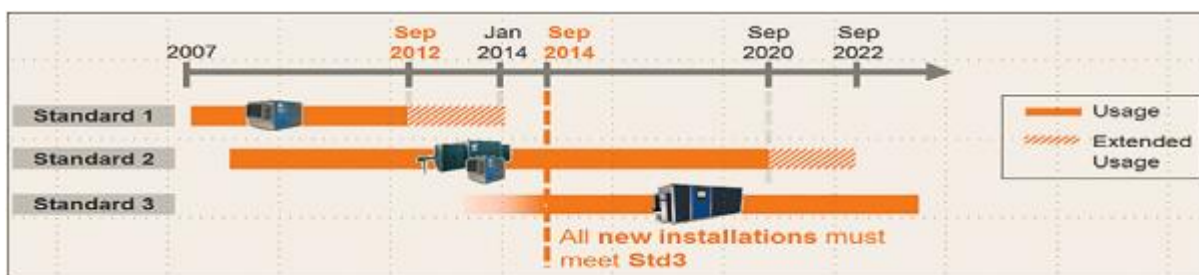 2007
Sep
2012
Jan
2014
Sep
2014
Sep
2020
Sep
2022
Standard 1
Standard 2
Standard 3
Usage
Extended
Usage
All new installations must
meet Std3